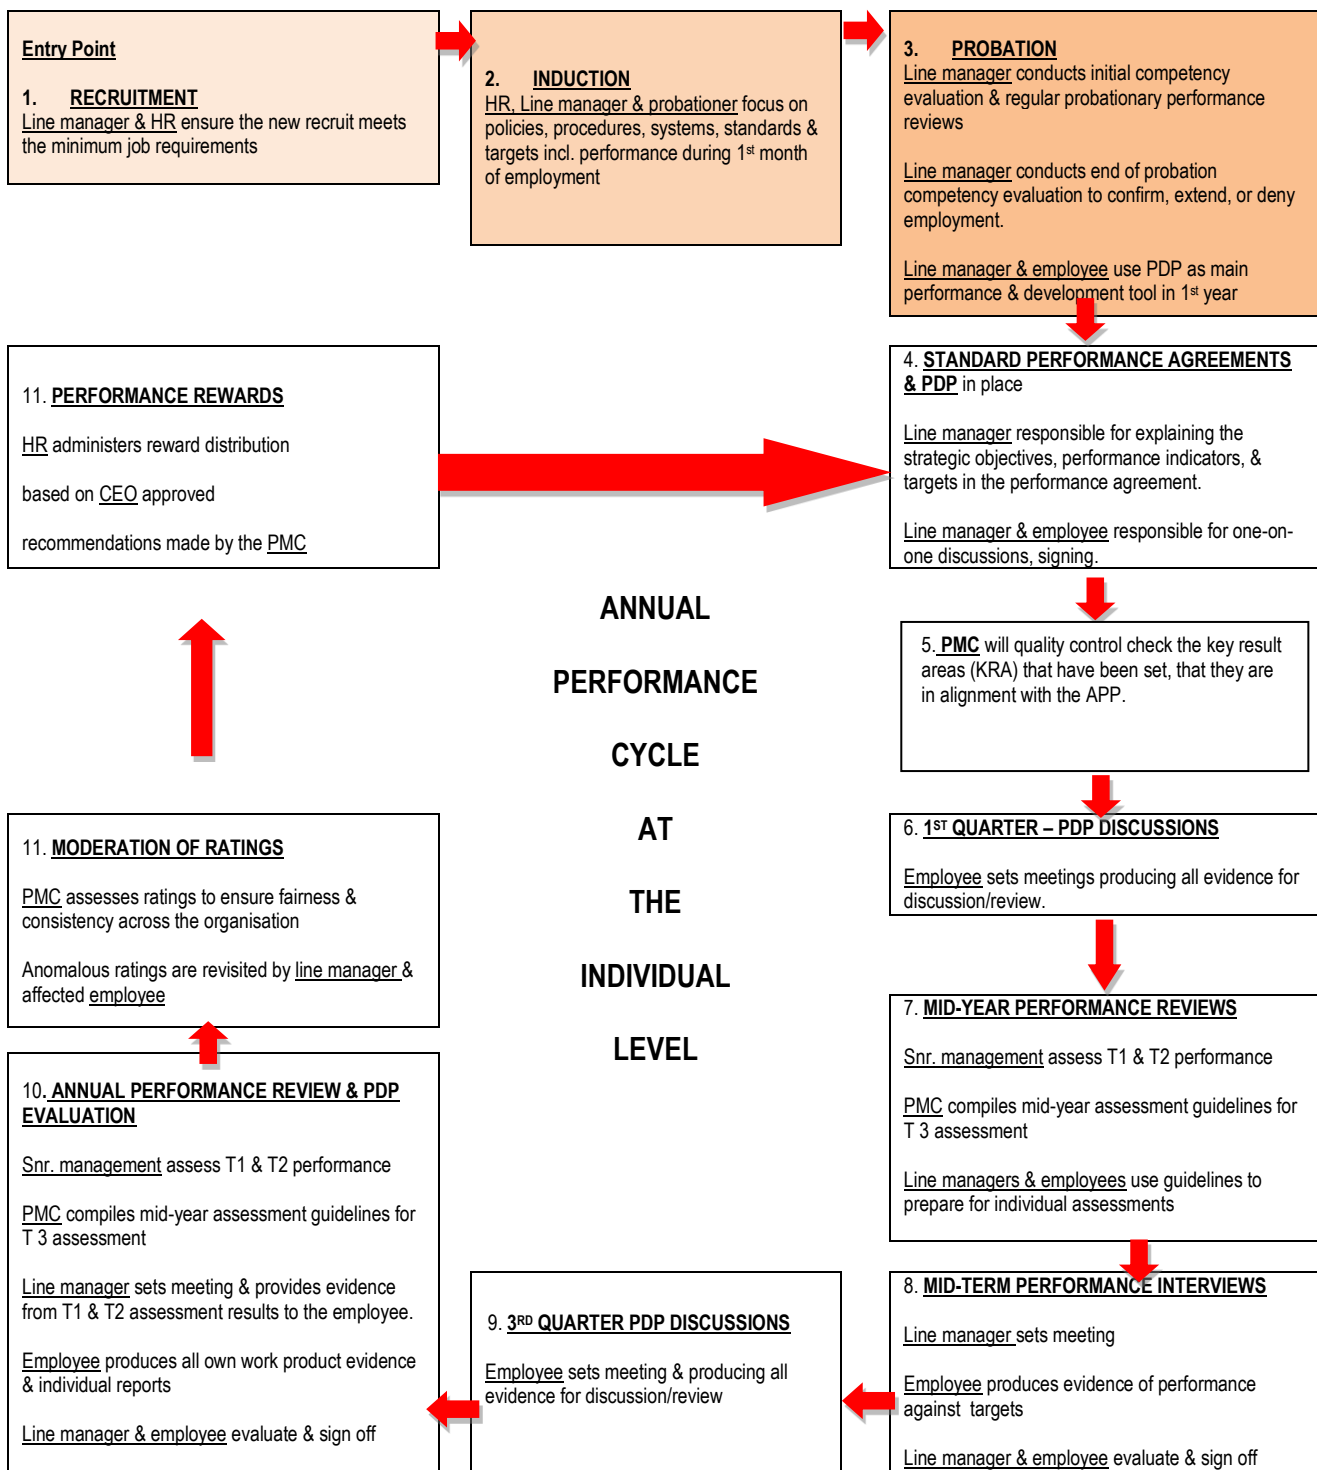 Entry Point
1. RECRUITMENT
Line manager & HR ensure the new recruit meets
the minimum job requirements
2. INDUCTION
HR, Line manager & probationer focus on
policies, procedures, systems, standards &
targets incl. performance during 1st month
of employment
3. PROBATION
Line manager conducts initial competency
evaluation & regular probationary performance
reviews
Line manager conducts end of probation
competency evaluation to confirm, extend, or deny
employment.
Line manager & employee use PDP as main
performance & development tool in 1st year
4. STANDARD PERFORMANCE AGREEMENTS
& PDP in place
Line manager responsible for explaining the
strategic objectives, performance indicators, &
targets in the performance agreement.
Line manager & employee responsible for one-on-
one discussions, signing.
5. PMC will quality control check the key result
areas (KRA) that have been set, that they are
in alignment with the APP.
6. 1ST QUARTER – PDP DISCUSSIONS
Employee sets meetings producing all evidence for
discussion/review.
7. MID-YEAR PERFORMANCE REVIEWS
Snr. management assess T1 & T2 performance
PMC compiles mid-year assessment guidelines for
T 3 assessment
Line managers & employees use guidelines to
prepare for individual assessments
8. MID-TERM PERFORMANCE INTERVIEWS
Line manager sets meeting
Employee produces evidence of performance
against targets
Line manager & employee evaluate & sign off
9. 3RD QUARTER PDP DISCUSSIONS
Employee sets meeting & producing all
evidence for discussion/review
10. ANNUAL PERFORMANCE REVIEW & PDP
EVALUATION
Snr. management assess T1 & T2 performance
PMC compiles mid-year assessment guidelines for
T 3 assessment
Line manager sets meeting & provides evidence
from T1 & T2 assessment results to the employee.
Employee produces all own work product evidence
& individual reports
Line manager & employee evaluate & sign off
11. MODERATION OF RATINGS
PMC assesses ratings to ensure fairness &
consistency across the organisation
Anomalous ratings are revisited by line manager &
affected employee
11. PERFORMANCE REWARDS
HR administers reward distribution
based on CEO approved
recommendations made by the PMC
ANNUAL
PERFORMANCE
CYCLE
AT
THE
INDIVIDUAL
LEVEL